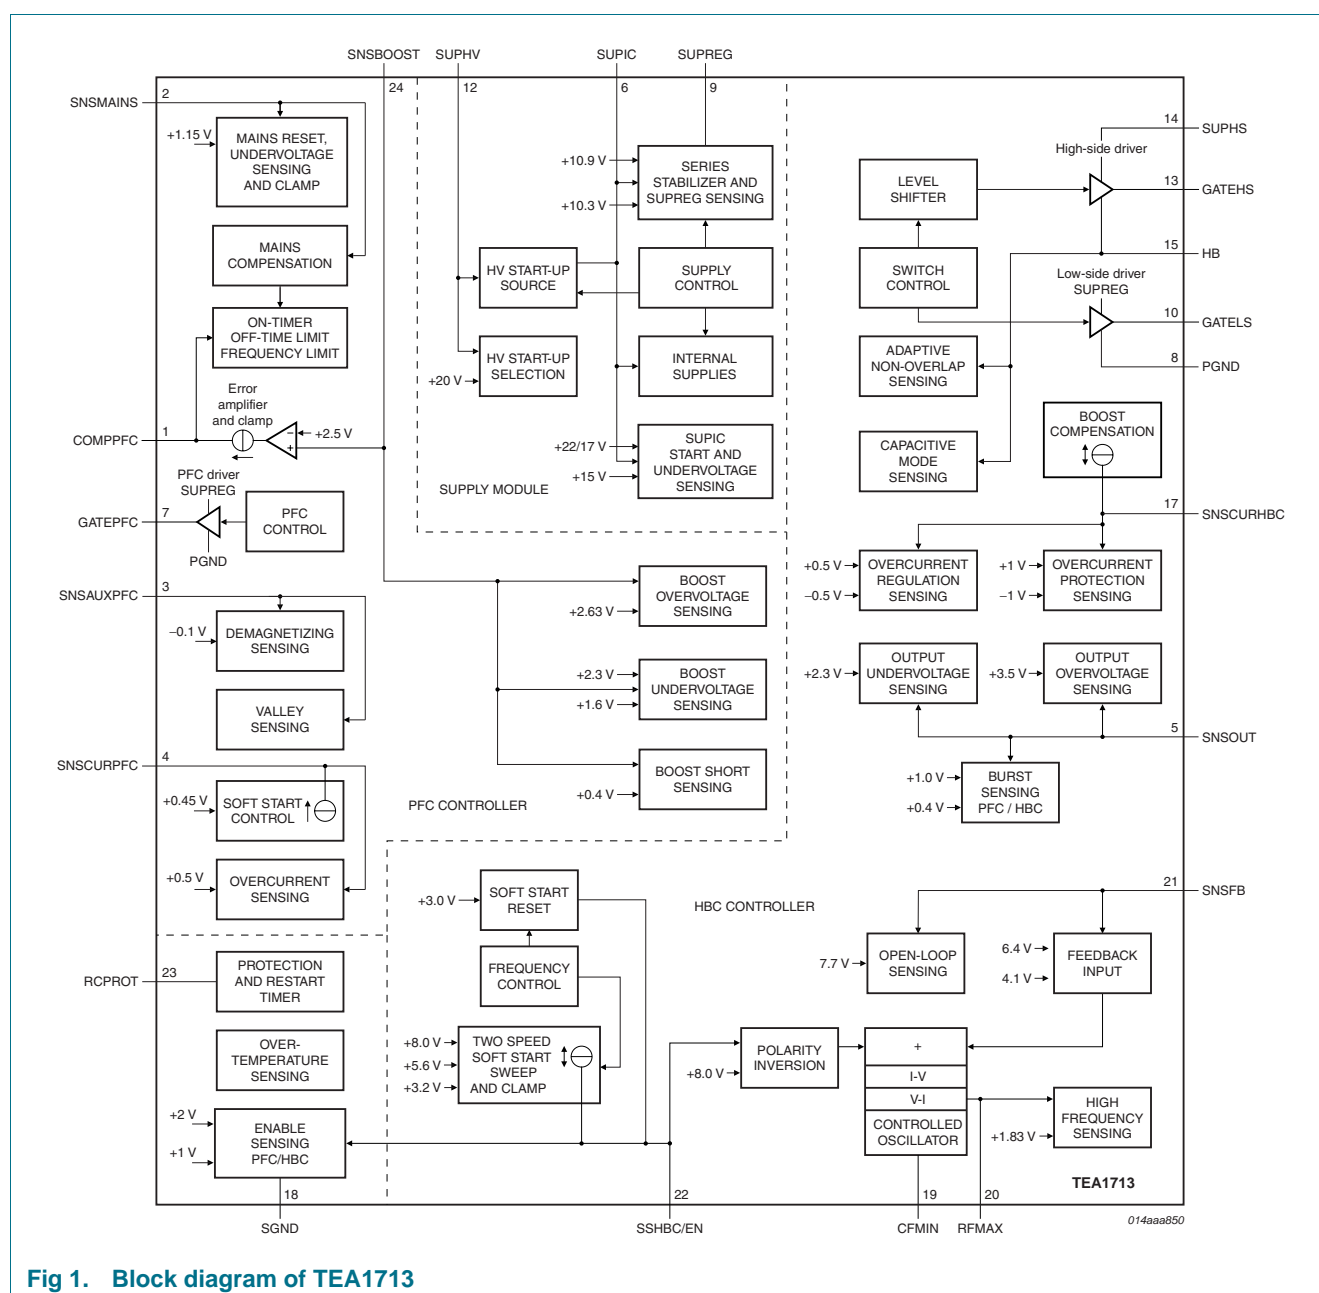 SNSBOOST
SUPHV
SUPIC
SUPREG
24
12
6
9
SNSMAINS
2
+1.15 V
MAINS RESET,
UNDERVOLTAGE
SENSING
AND CLAMP
MAINS
COMPENSATION
ON-TIMER
OFF-TIME LIMIT
FREQUENCY LIMIT
Error
amplifier
and clamp
COMPPFC
1
−
+
+2.5 V
PFC driver
SUPREG
GATEPFC
7
PGND
PFC
CONTROL
SNSAUXPFC
3
−0.1 V
DEMAGNETIZING
SENSING
VALLEY
SENSING
SNSCURPFC
4
+0.45 V
SOFT START
CONTROL
+0.5 V
OVERCURRENT
SENSING
RCPROT
23
PROTECTION
AND RESTART
TIMER
OVER-
TEMPERATURE
SENSING
+2 V
+1 V
ENABLE
SENSING
PFC/HBC
18
SGND
+10.9 V
+10.3 V
SERIES
STABILIZER AND
SUPREG SENSING
HV START-UP
SOURCE
SUPPLY
CONTROL
HV START-UP
SELECTION
+20 V
INTERNAL
SUPPLIES
+22/17 V
+15 V
SUPIC
START AND
UNDERVOLTAGE
SENSING
SUPPLY MODULE
BOOST
OVERVOLTAGE
SENSING
+2.63 V
+2.3 V
+1.6 V
BOOST
UNDERVOLTAGE
SENSING
BOOST SHORT
SENSING
+0.4 V
PFC CONTROLLER
+3.0 V
SOFT START
RESET
FREQUENCY
CONTROL
+8.0 V
+5.6 V
+3.2 V
TWO SPEED
SOFT START
SWEEP
AND CLAMP
22
SSHBC/EN
HBC CONTROLLER
14
SUPHS
High-side driver
LEVEL
SHIFTER
13
GATEHS
15
HB
SWITCH
CONTROL
Low-side driver
SUPREG
10
GATELS
8
PGND
ADAPTIVE
NON-OVERLAP
SENSING
CAPACITIVE
MODE
SENSING
BOOST
COMPENSATION
17
SNSCURHBC
+0.5 V
−0.5 V
OVERCURRENT
REGULATION
SENSING
+1 V
−1 V
OVERCURRENT
PROTECTION
SENSING
+2.3 V
OUTPUT
UNDERVOLTAGE
SENSING
+3.5 V
OUTPUT
OVERVOLTAGE
SENSING
5
SNSOUT
+1.0 V
+0.4 V
BURST
SENSING
PFC / HBC
21
SNSFB
7.7 V
OPEN-LOOP
SENSING
6.4 V
4.1 V
FEEDBACK
INPUT
POLARITY
INVERSION
+8.0 V
+
I-V
V-I
CONTROLLED
OSCILLATOR
HIGH
FREQUENCY
SENSING
+1.83 V
TEA1713
19
20
CFMIN
RFMAX
014aaa850
Fig 1. Block diagram of TEA1713